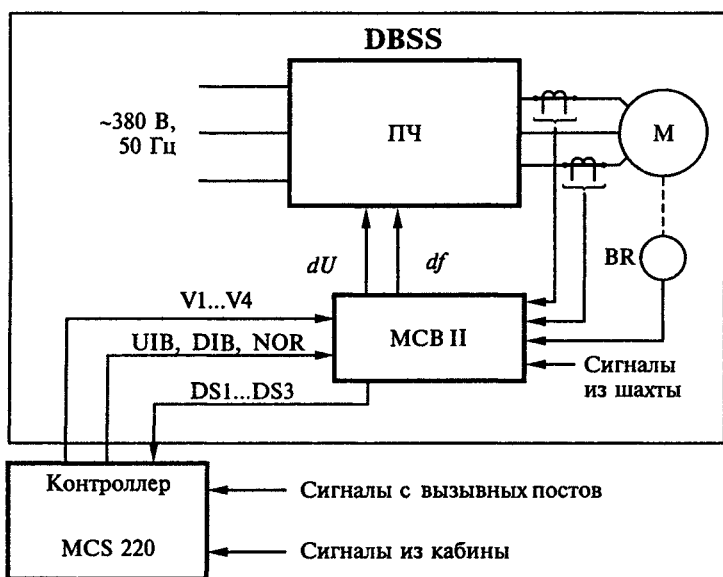 DBSS
~380 В,
50 Гц
ПЧ
М
BR
dU
df
V1...V4
UIB, DIB, NOR
DS1...DS3
МСВ II
Сигналы
из шахты
Контроллер
MCS 220
Сигналы с вызывных постов
Сигналы из кабины